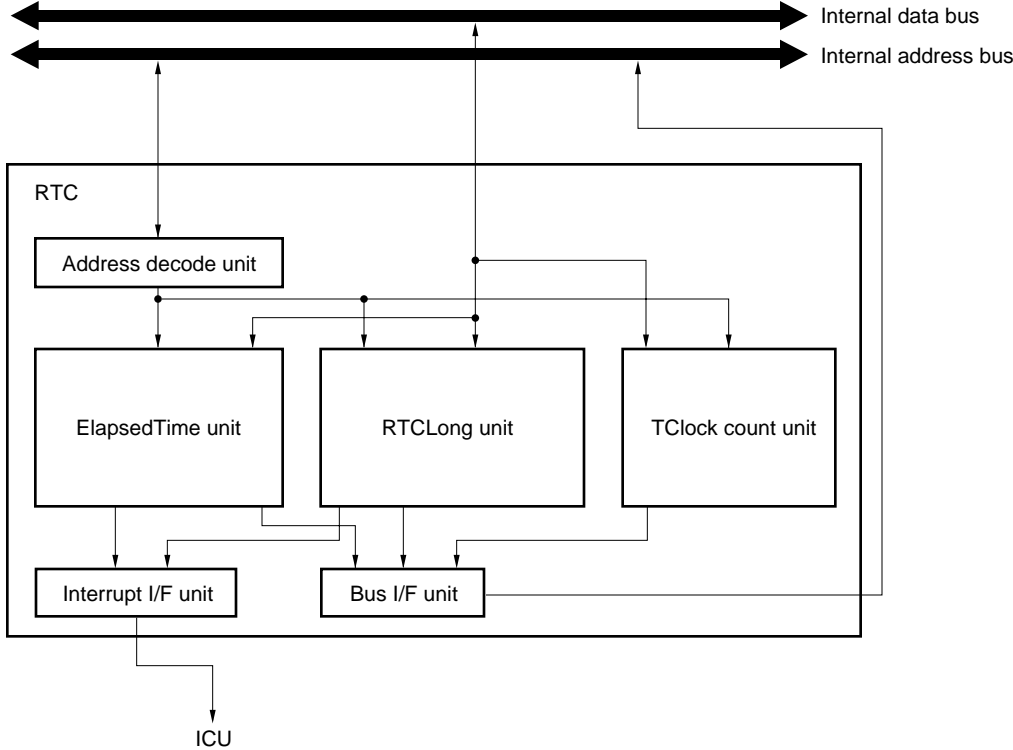 Internal data bus
Internal address bus
RTC
Address decode unit
ElapsedTime unit
RTCLong unit
TClock count unit
Interrupt I/F unit
Bus I/F unit
ICU